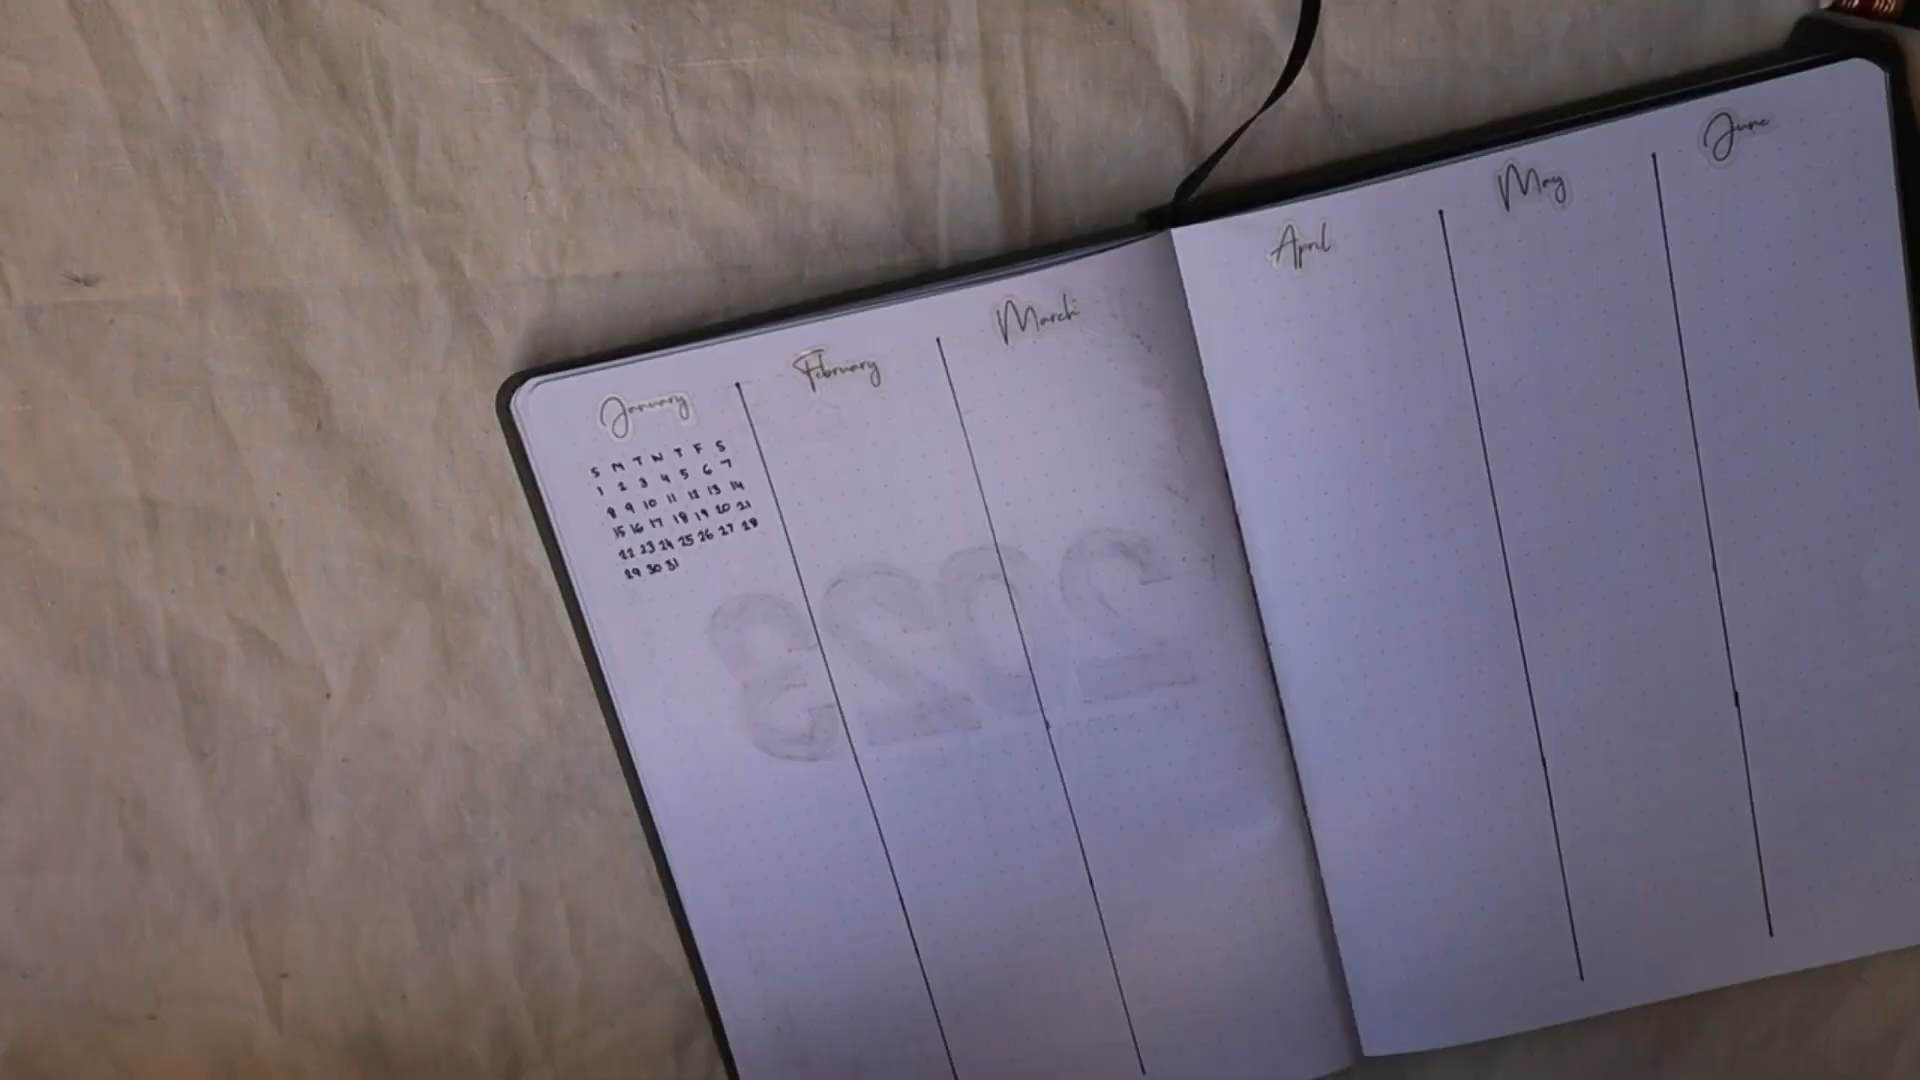 January
S M T W T F S
1 2 3 4 5 6 7
8 9 10 11 12 13 14
15 16 17 18 19 20 21
22 23 24 25 26 27 28
29 30 31
February
March
April
May
June
2023